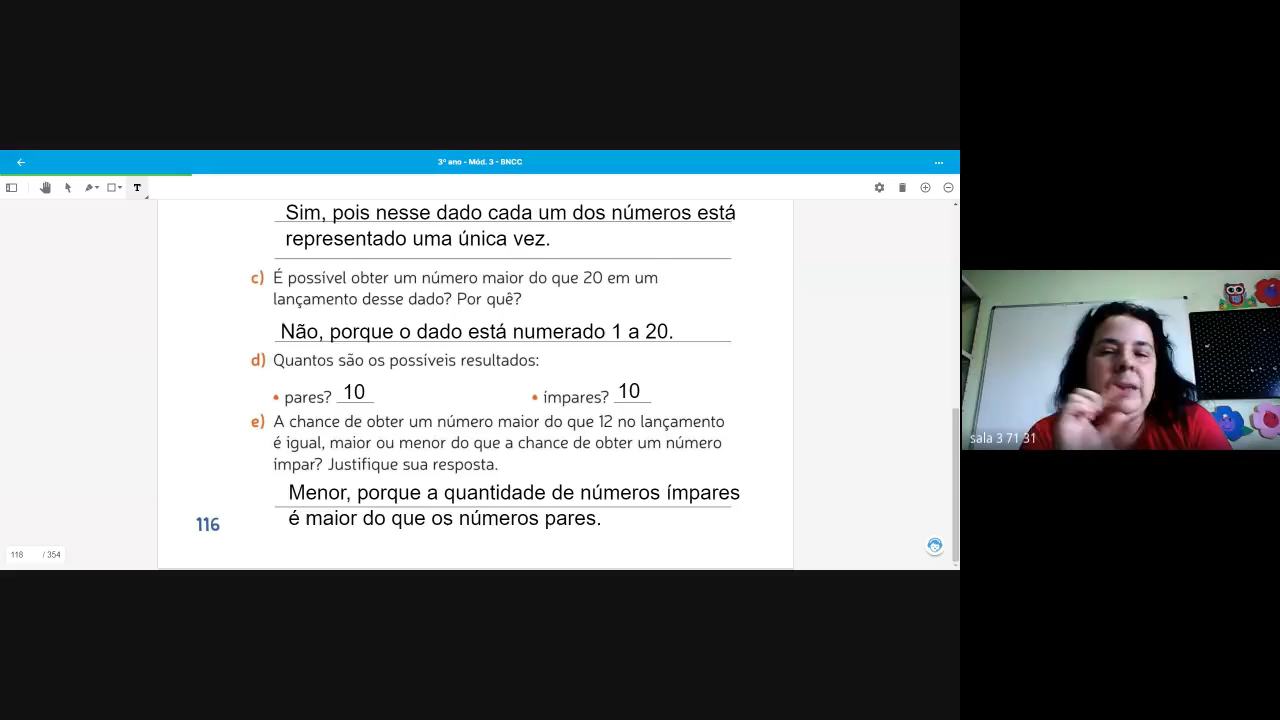 3º ano - Mód. 3 - BNCC
T
Sim, pois nesse dado cada um dos números está
representado uma única vez.
c) É possível obter um número maior do que 20 em um
lançamento desse dado? Por quê?
Não, porque o dado está numerado 1 a 20.
d) Quantos são os possíveis resultados:
• pares? 10 • ímpares? 10
e) A chance de obter um número maior do que 12 no lançamento
é igual, maior ou menor do que a chance de obter um número
ímpar? Justifique sua resposta.
Menor, porque a quantidade de números ímpares
é maior do que os números pares.
116
118 / 354
sala 3 71 31